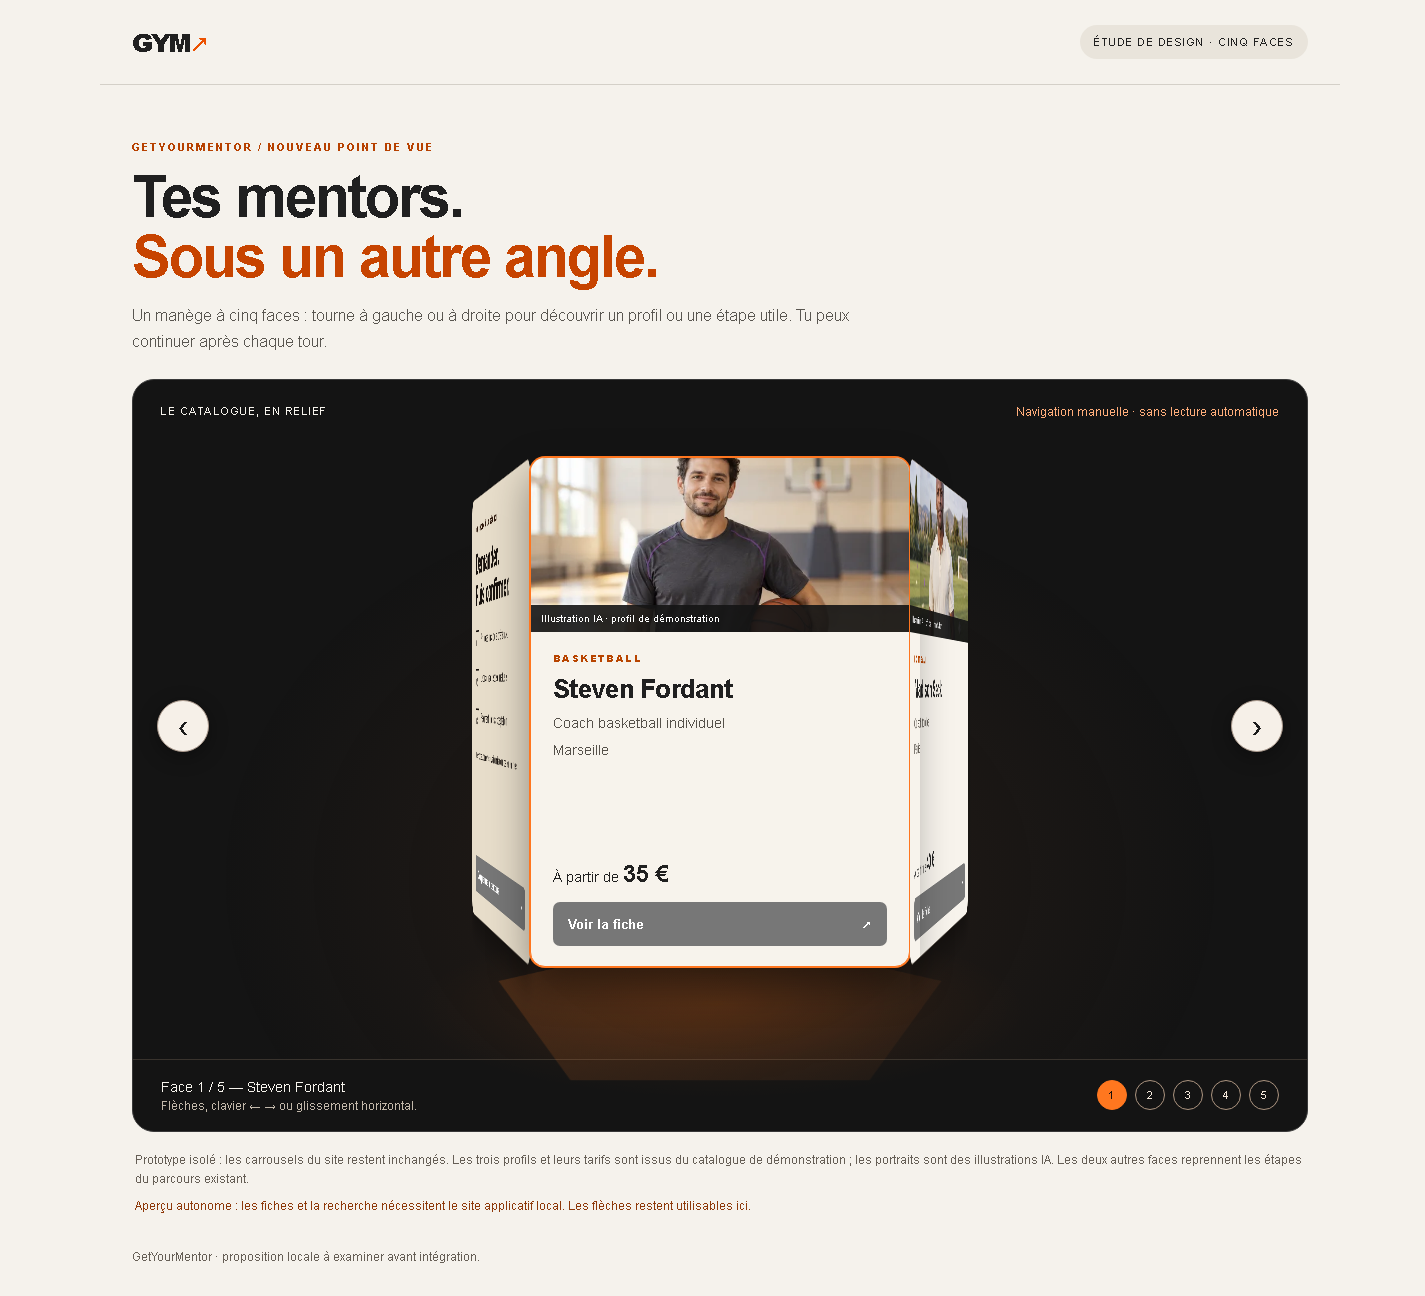 GYM↗
ÉTUDE DE DESIGN · CINQ FACES
GETYOURMENTOR / NOUVEAU POINT DE VUE
Tes mentors.
Sous un autre angle.
Un manège à cinq faces : tourne à gauche ou à droite pour découvrir un profil ou une étape utile. Tu peux
continuer après chaque tour.
LE CATALOGUE, EN RELIEF
Navigation manuelle · sans lecture automatique
Demander.
Puis confirmer.
Illustration IA · profil de démonstration
BASKETBALL
Steven Fordant
Coach basketball individuel
Marseille
À partir de 35 €
Voir la fiche ↗
‹
›
Face 1 / 5 — Steven Fordant
Flèches, clavier ← → ou glissement horizontal.
1 2 3 4 5
Prototype isolé : les carrousels du site restent inchangés. Les trois profils et leurs tarifs sont issus du catalogue de démonstration ; les portraits sont des illustrations IA. Les deux autres faces reprennent les étapes
du parcours existant.
Aperçu autonome : les fiches et la recherche nécessitent le site applicatif local. Les flèches restent utilisables ici.
GetYourMentor · proposition locale à examiner avant intégration.